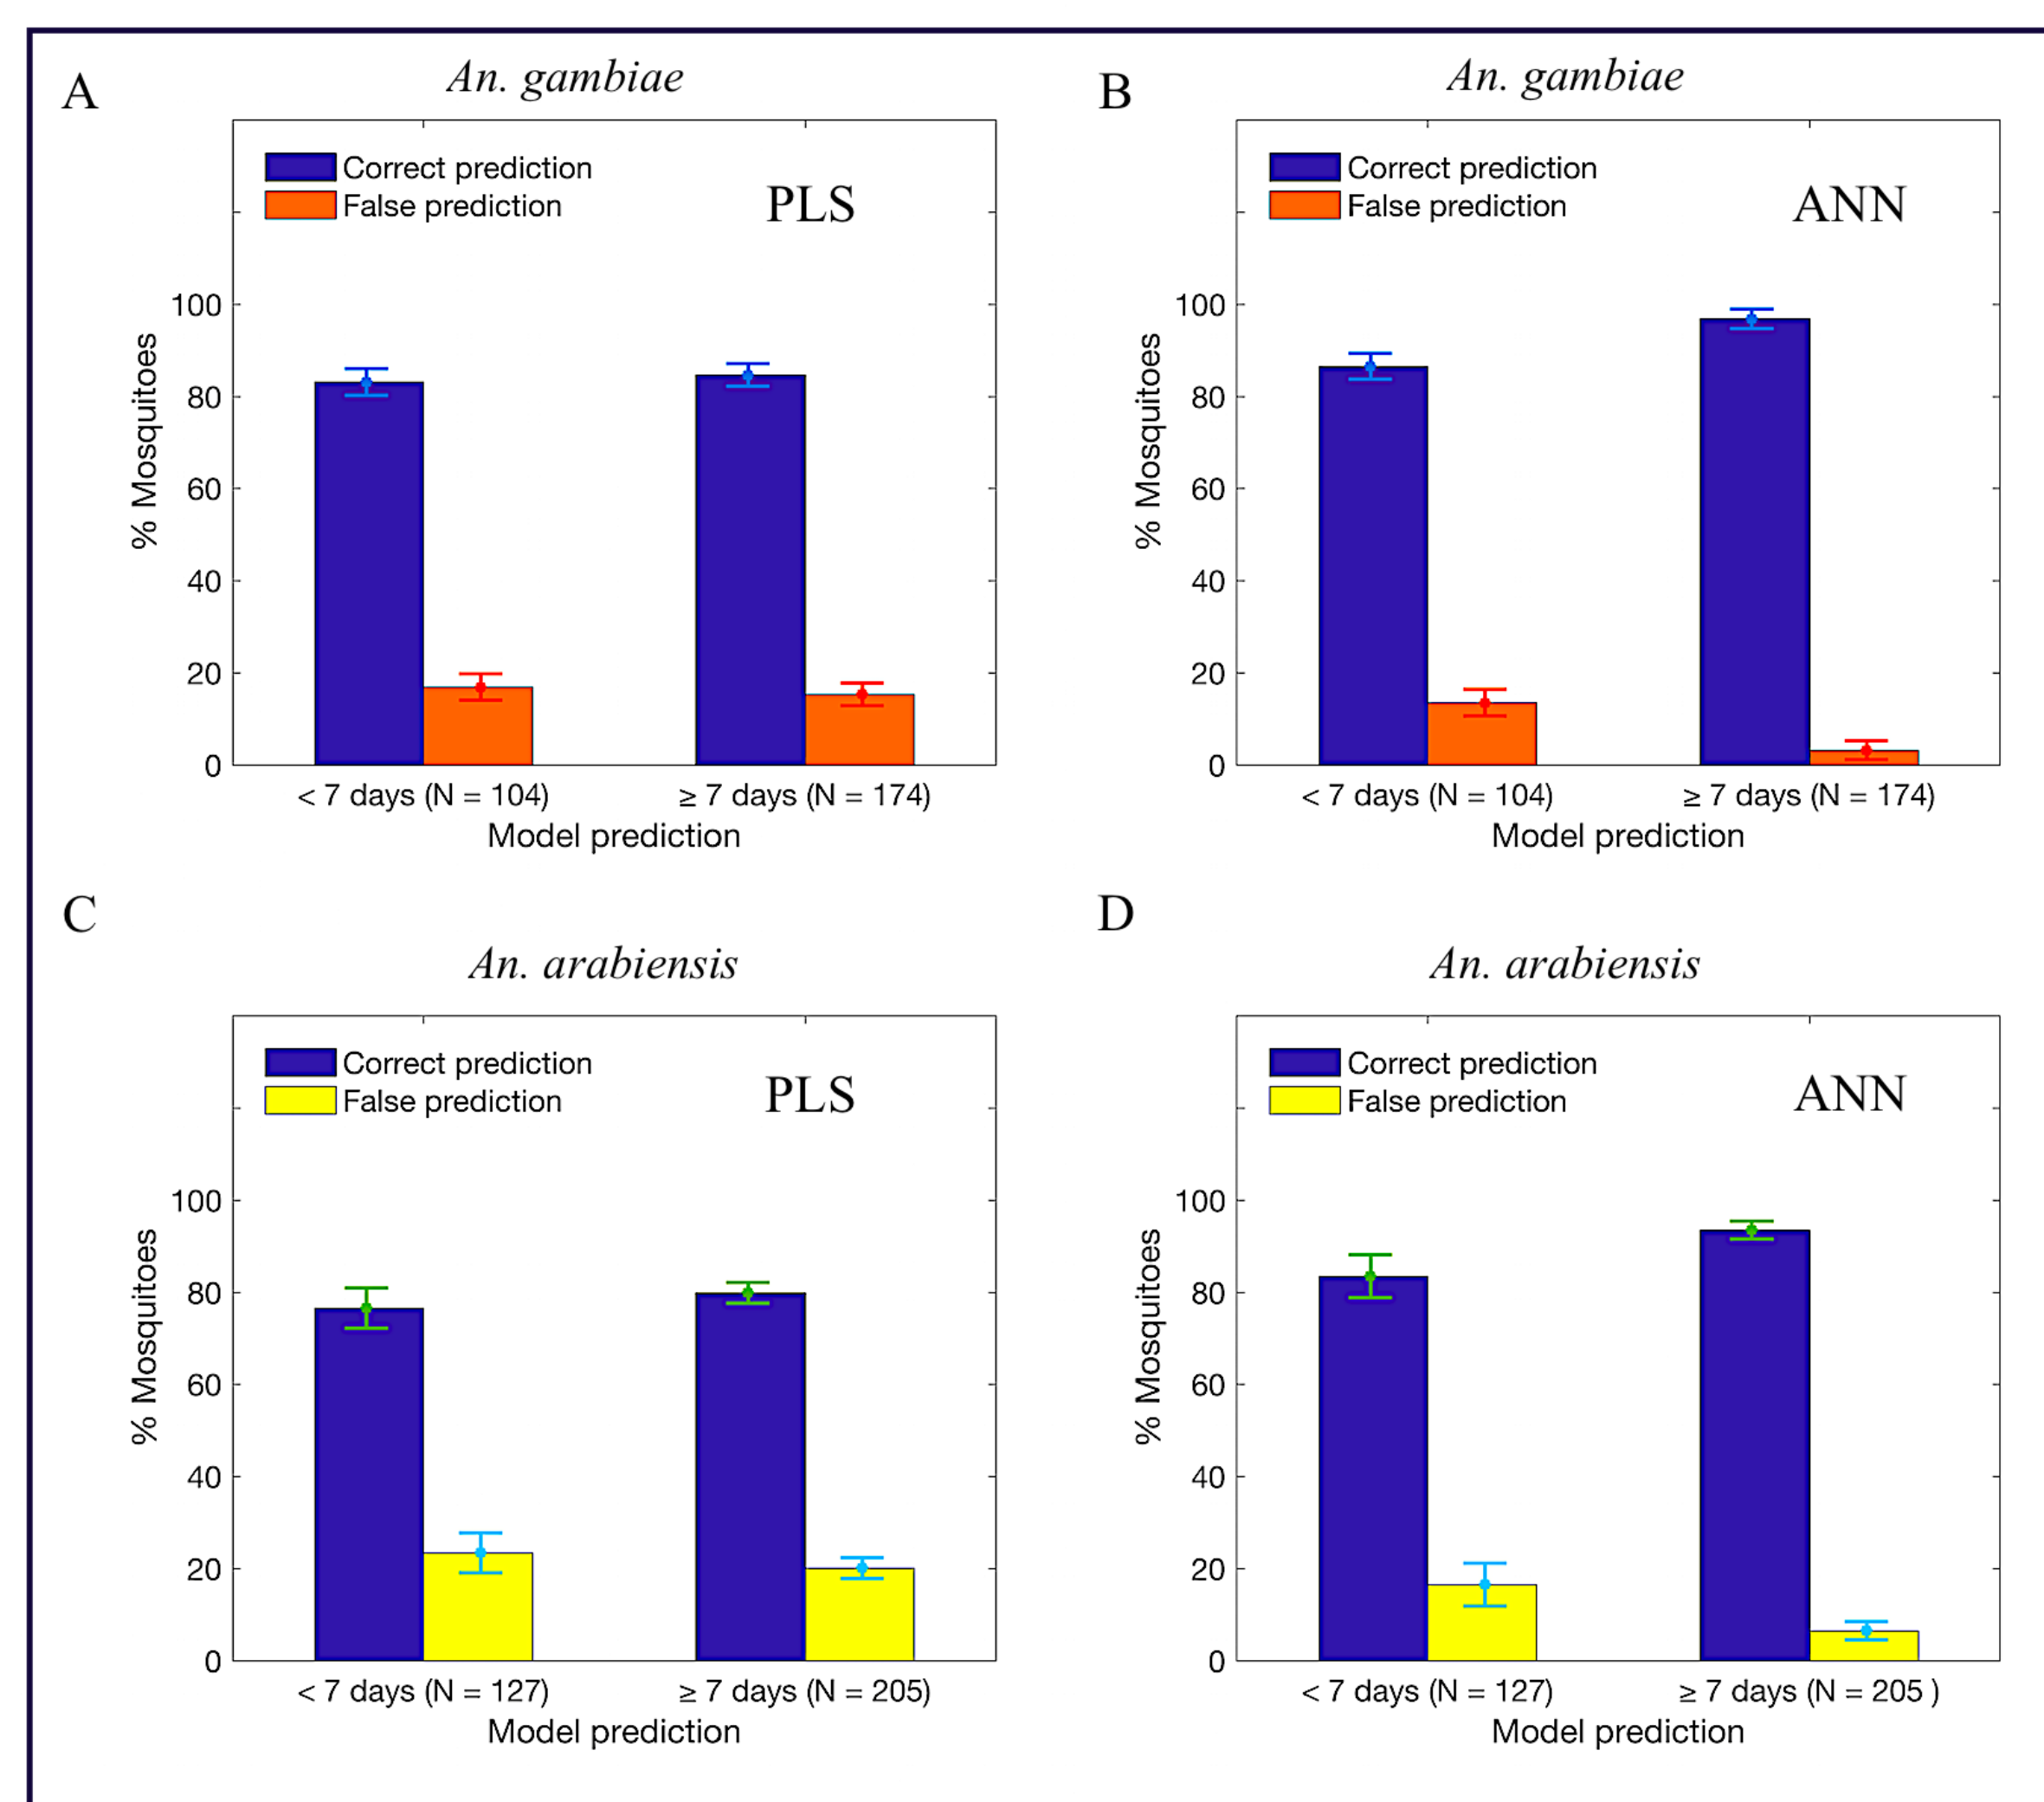 A
An. gambiae
Correct prediction
False prediction
PLS
100
80
60
40
20
0
% Mosquitoes
< 7 days (N = 104)
≥ 7 days (N = 174)
Model prediction
B
An. gambiae
Correct prediction
False prediction
ANN
100
80
60
40
20
0
% Mosquitoes
< 7 days (N = 104)
≥ 7 days (N = 174)
Model prediction
C
An. arabiensis
Correct prediction
False prediction
PLS
100
80
60
40
20
0
% Mosquitoes
< 7 days (N = 127)
≥ 7 days (N = 205)
Model prediction
D
An. arabiensis
Correct prediction
False prediction
ANN
100
80
60
40
20
0
% Mosquitoes
< 7 days (N = 127)
≥ 7 days (N = 205 )
Model prediction